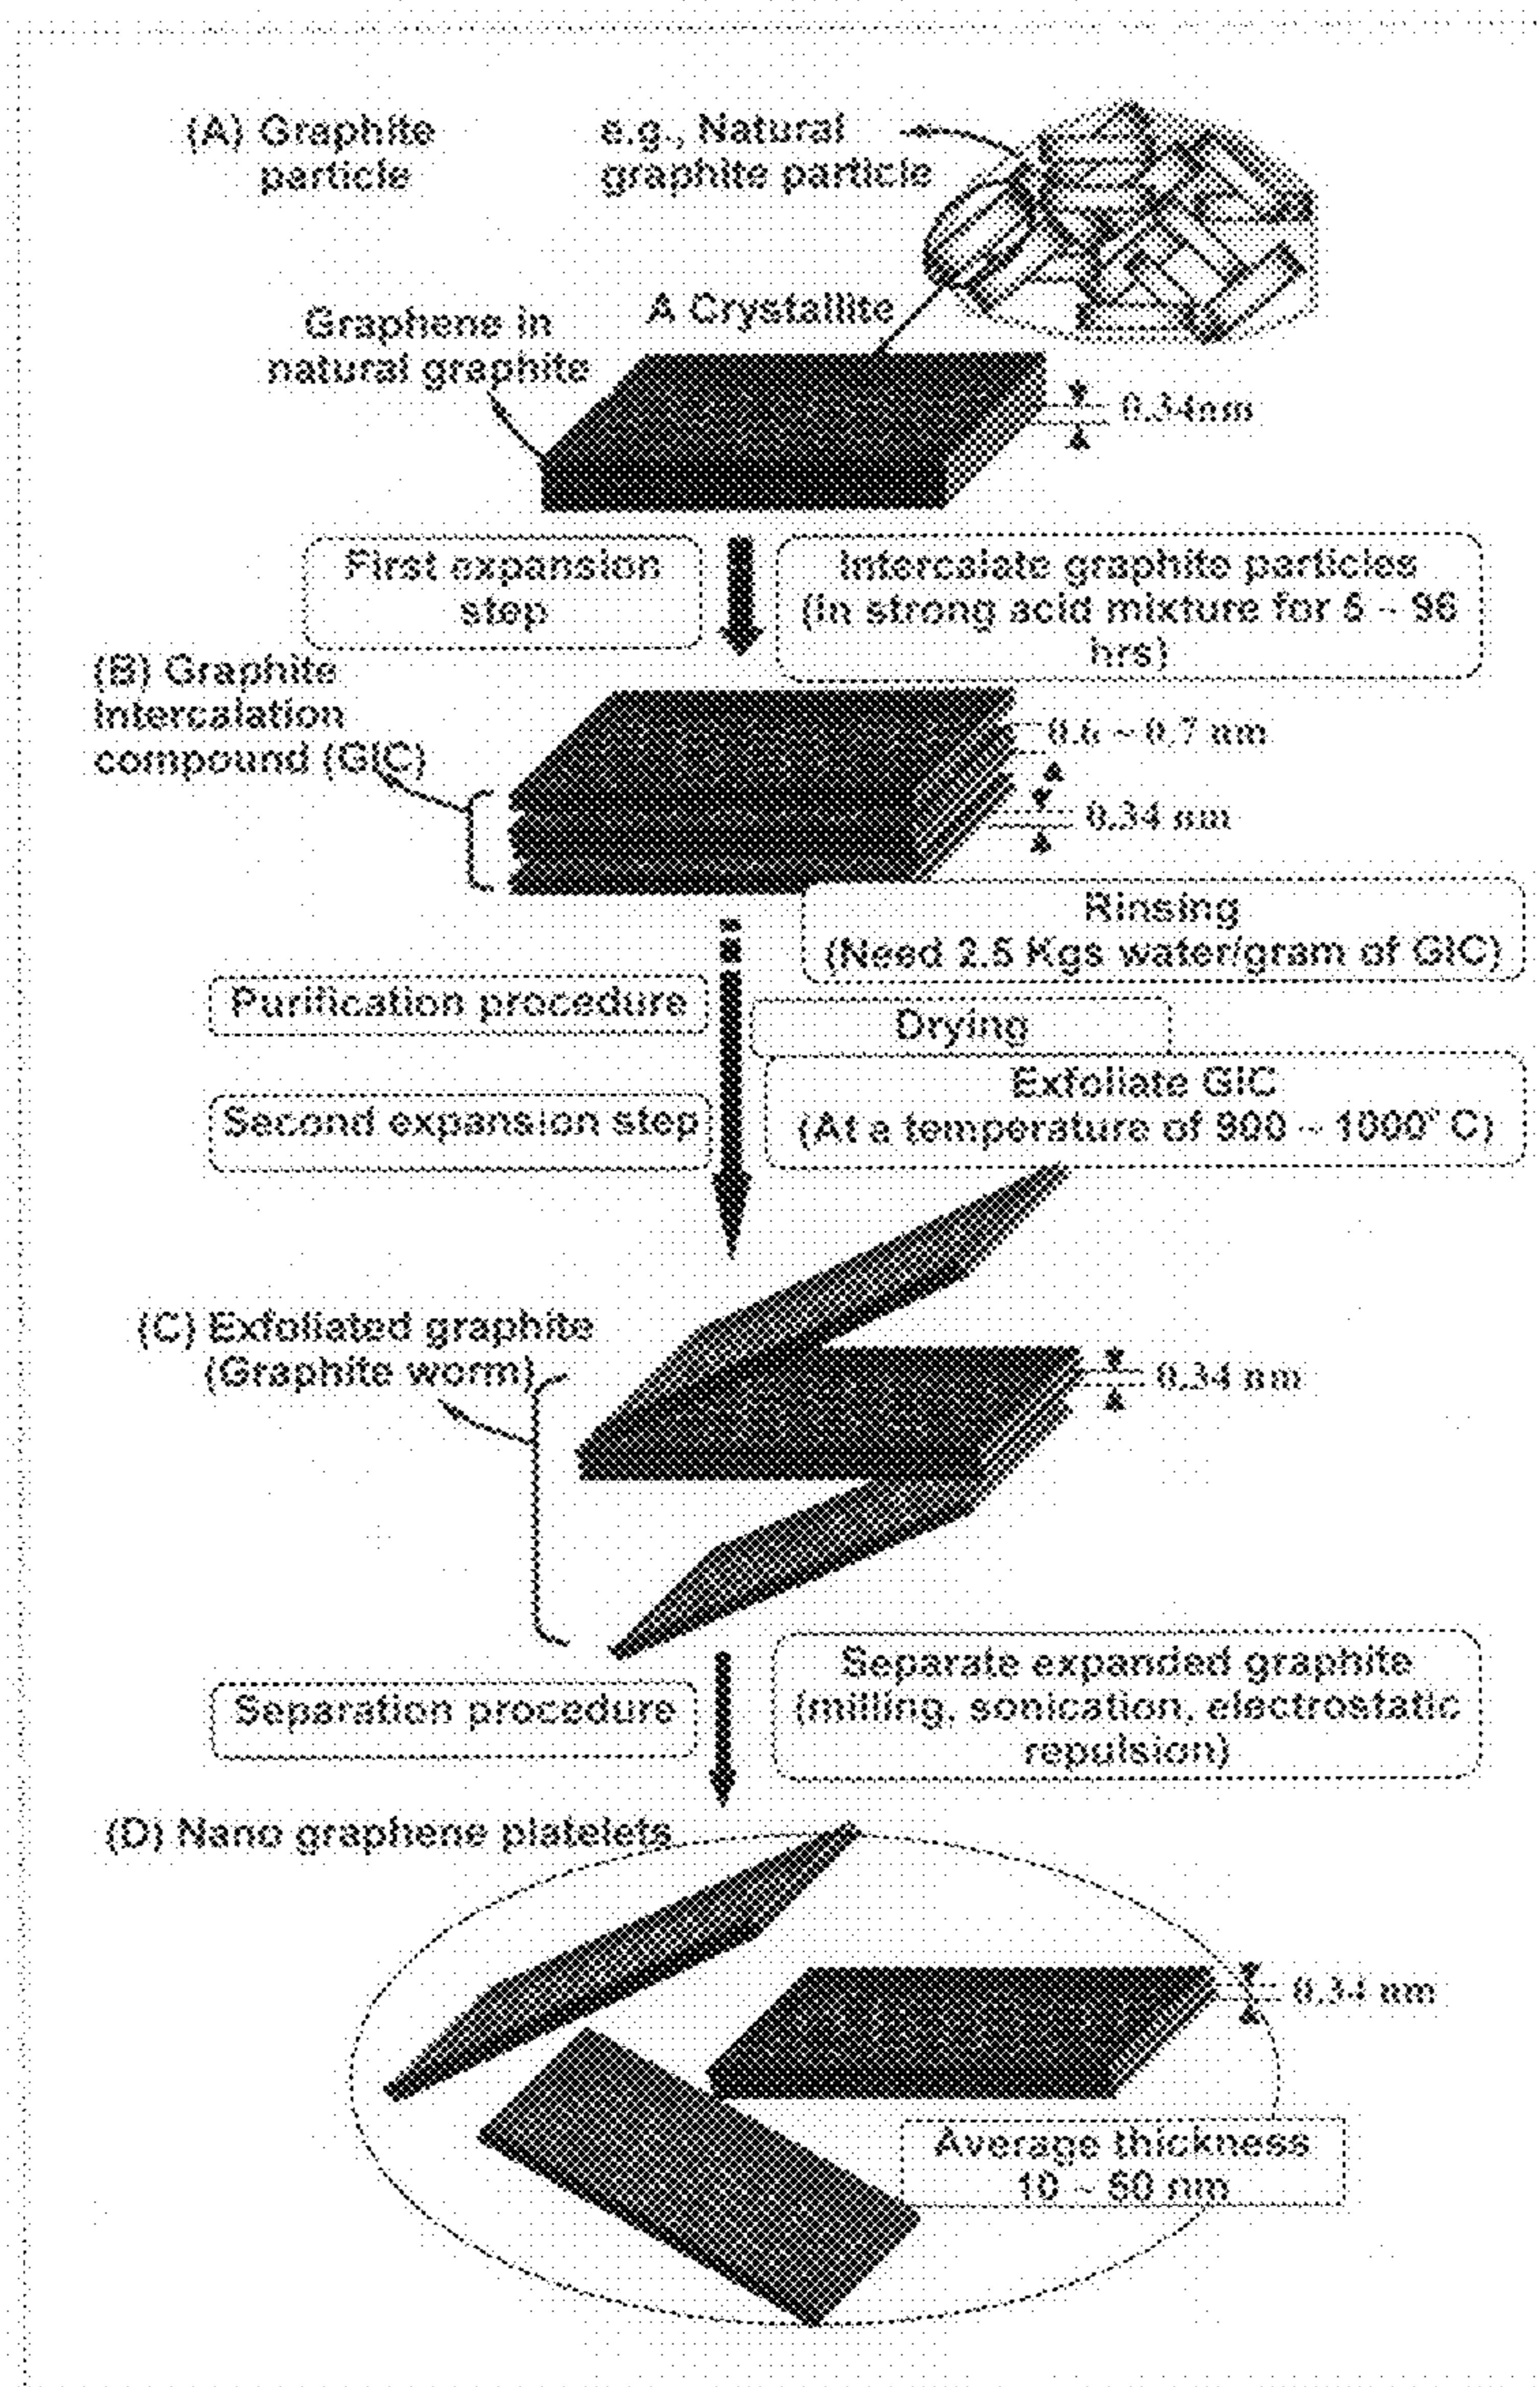 (A) Graphite
particle
e.g., Natural
graphite particle
A Crystallite
Graphene in
natural graphite
0.34nm
First expansion
step
Intercalate graphite particles
(In strong acid mixture for 5 ~ 96
hrs)
(B) Graphite
Intercalation
compound (GIC)
0.6 ~ 0.7 nm
0.34 nm
Rinsing
(Need 2.5 Kgs water/gram of GIC)
Purification procedure
Drying
Exfoliate GIC
(At a temperature of 900 ~ 1000° C)
Second expansion step
(C) Exfoliated graphite
(Graphite worm)
0.34 nm
Separate expanded graphite
(milling, sonication, electrostatic
repulsion)
Separation procedure
(D) Nano graphene platelets
0.34 nm
Average thickness
10 ~ 50 nm